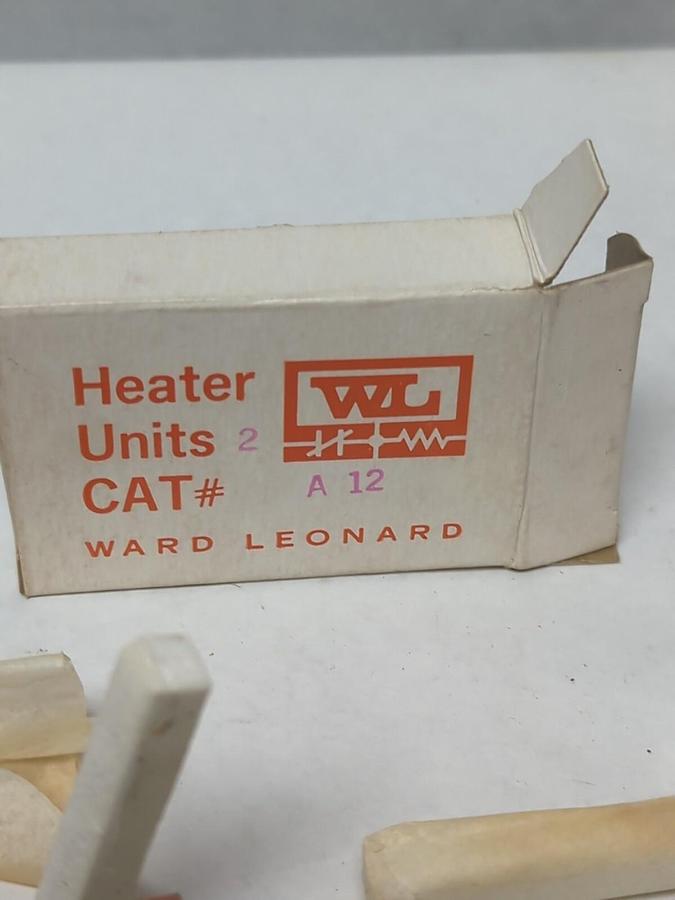 Heater
Units 2
CAT# A 12
WL
WARD LEONARD